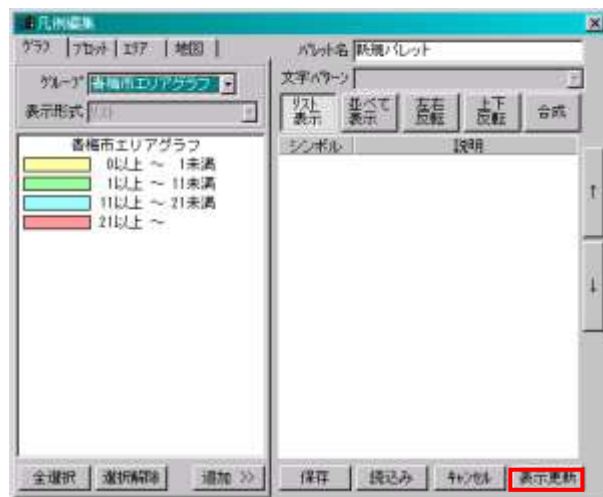 凡例編集
グラフ プロット エリア 地図
グループ 香福市エリアグラフ
表示形式 リスト
香福市エリアグラフ
0以上 ～ 1未満
1以上 ～ 11未満
11以上 ～ 21未満
21以上 ～
全選択 選択解除 追加 >>
パレット名 新規パレット
文字パターン
リスト表示 並べて表示 左右反転 上下反転 合成
シンボル 説明
↑
↓
保存 読込み キャンセル 表示更新